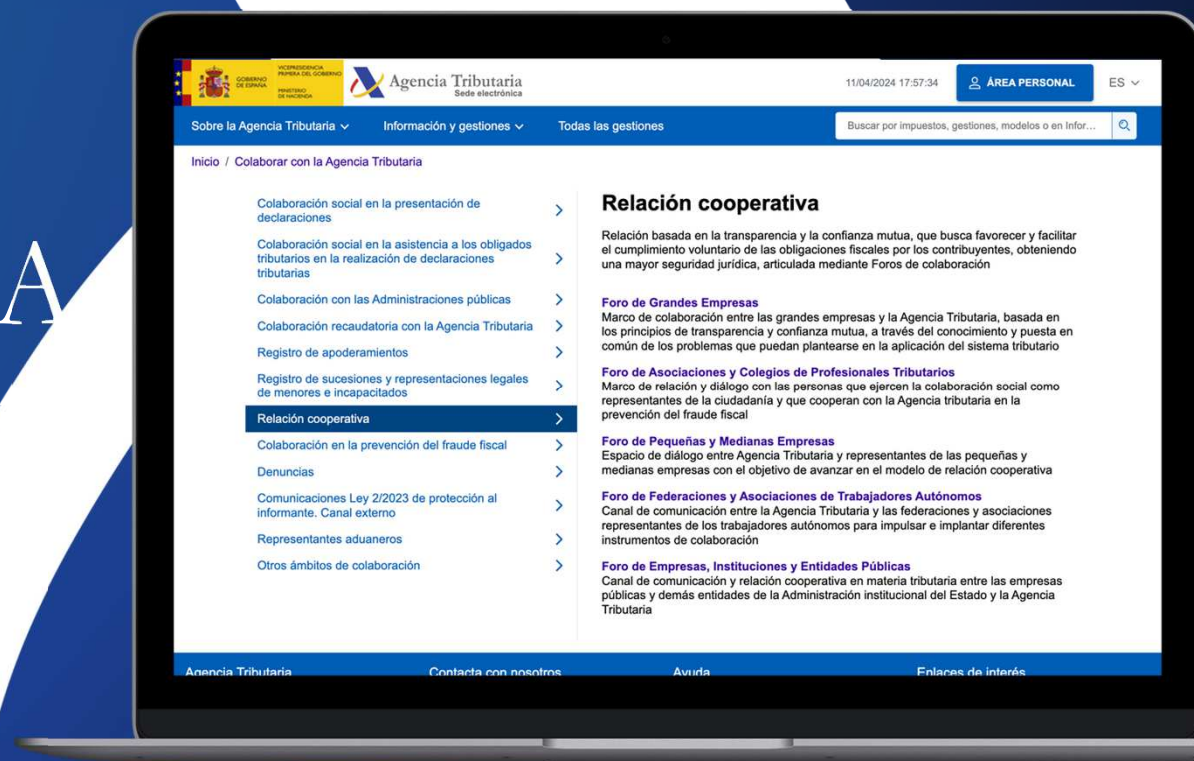 A
GOBIERNO
DE ESPAÑA
VICEPRESIDENCIA
PRIMERA DEL GOBIERNO
MINISTERIO
DE HACIENDA
Agencia Tributaria
Sede electrónica
11/04/2024 17:57:34
ÁREA PERSONAL
ES
Sobre la Agencia Tributaria
Información y gestiones
Todas las gestiones
Buscar por impuestos, gestiones, modelos o en Infor...
Inicio / Colaborar con la Agencia Tributaria
Colaboración social en la presentación de
declaraciones
Colaboración social en la asistencia a los obligados
tributarios en la realización de declaraciones
tributarias
Colaboración con las Administraciones públicas
Colaboración recaudatoria con la Agencia Tributaria
Registro de apoderamientos
Registro de sucesiones y representaciones legales
de menores e incapacitados
Relación cooperativa
Colaboración en la prevención del fraude fiscal
Denuncias
Comunicaciones Ley 2/2023 de protección al
informante. Canal externo
Representantes aduaneros
Otros ámbitos de colaboración
Relación cooperativa
Relación basada en la transparencia y la confianza mutua, que busca favorecer y facilitar
el cumplimiento voluntario de las obligaciones fiscales por los contribuyentes, obteniendo
una mayor seguridad jurídica, articulada mediante Foros de colaboración
Foro de Grandes Empresas
Marco de colaboración entre las grandes empresas y la Agencia Tributaria, basada en
los principios de transparencia y confianza mutua, a través del conocimiento y puesta en
común de los problemas que puedan plantearse en la aplicación del sistema tributario
Foro de Asociaciones y Colegios de Profesionales Tributarios
Marco de relación y diálogo con las personas que ejercen la colaboración social como
representantes de la ciudadanía y que cooperan con la Agencia tributaria en la
prevención del fraude fiscal
Foro de Pequeñas y Medianas Empresas
Espacio de diálogo entre Agencia Tributaria y representantes de las pequeñas y
medianas empresas con el objetivo de avanzar en el modelo de relación cooperativa
Foro de Federaciones y Asociaciones de Trabajadores Autónomos
Canal de comunicación entre la Agencia Tributaria y las federaciones y asociaciones
representantes de los trabajadores autónomos para impulsar e implantar diferentes
instrumentos de colaboración
Foro de Empresas, Instituciones y Entidades Públicas
Canal de comunicación y relación cooperativa en materia tributaria entre las empresas
públicas y demás entidades de la Administración institucional del Estado y la Agencia
Tributaria
Agencia Tributaria
Contacta con nosotros
Ayuda
Enlaces de interés